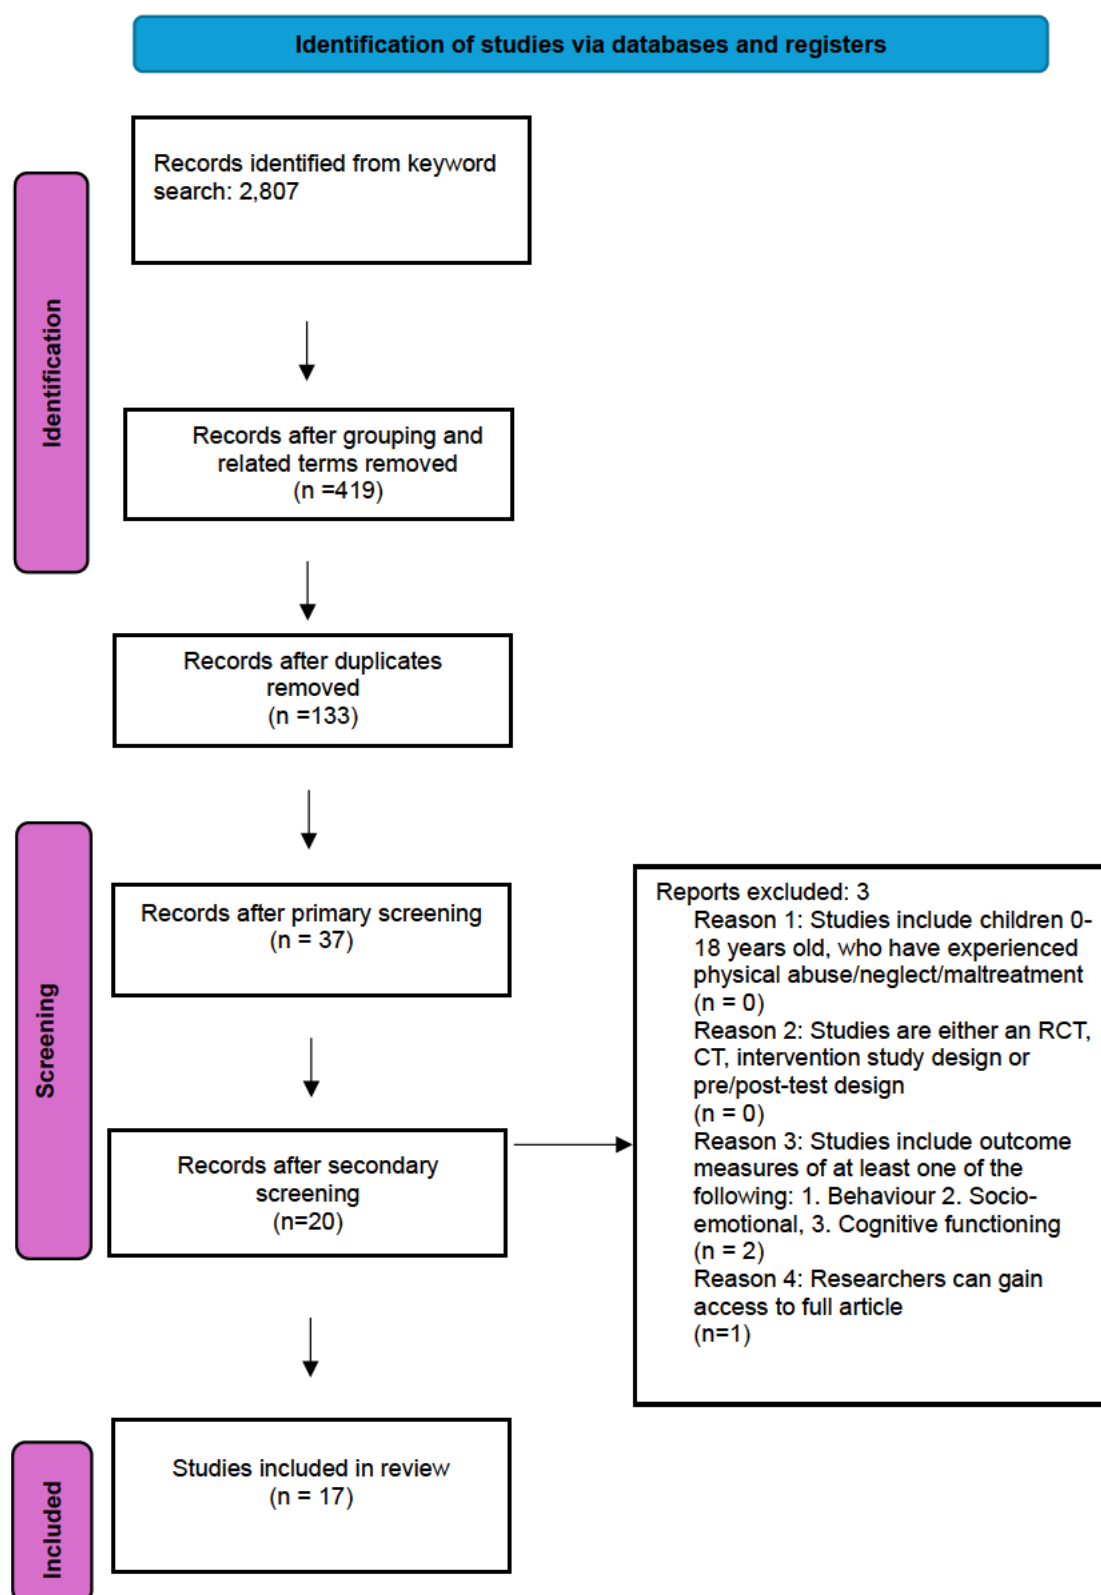 Identification of studies via databases and registers
Identification
Records identified from keyword
search: 2,807
Records after grouping and
related terms removed
(n =419)
Records after duplicates
removed
(n =133)
Screening
Records after primary screening
(n = 37)
Records after secondary
screening
(n=20)
Reports excluded: 3
Reason 1: Studies include children 0-
18 years old, who have experienced
physical abuse/neglect/maltreatment
(n = 0)
Reason 2: Studies are either an RCT,
CT, intervention study design or
pre/post-test design
(n = 0)
Reason 3: Studies include outcome
measures of at least one of the
following: 1. Behaviour 2. Socio-
emotional, 3. Cognitive functioning
(n = 2)
Reason 4: Researchers can gain
access to full article
(n=1)
Included
Studies included in review
(n = 17)